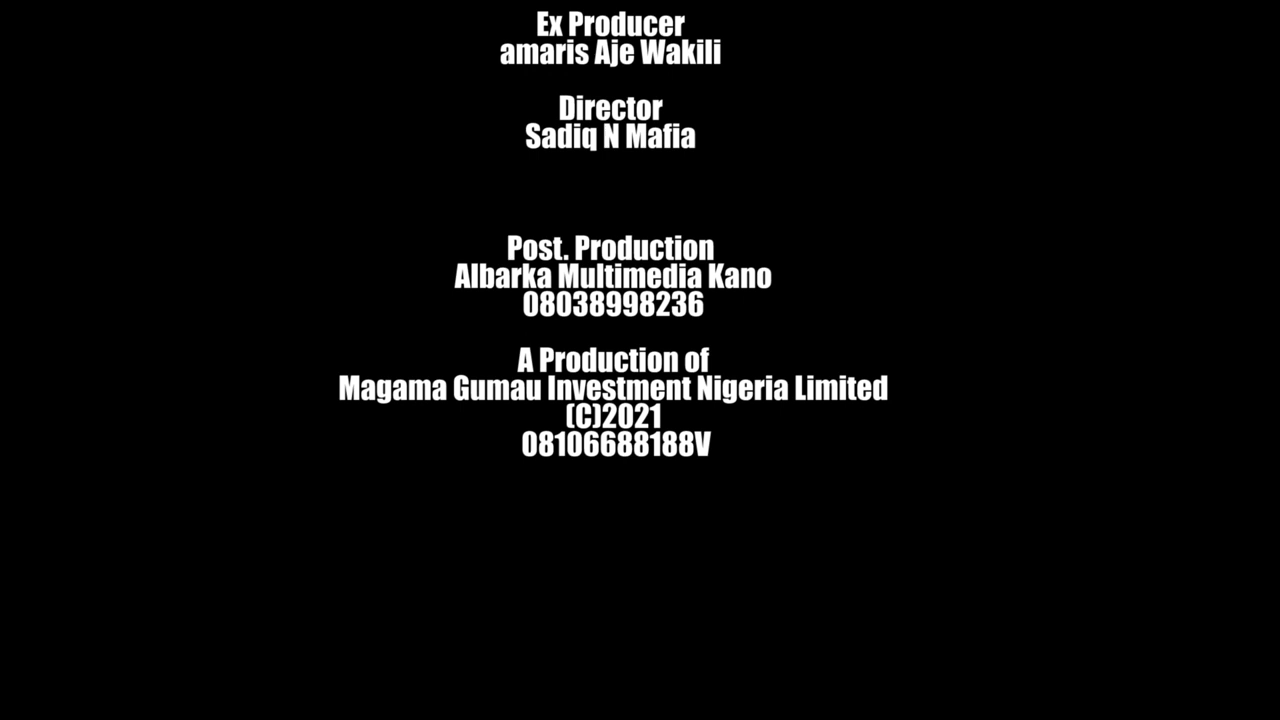 Ex Producer
amaris Aje Wakili
Director
Sadiq N Mafia
Post. Production
Albarka Multimedia Kano
08038998236
A Production of
Magama Gumau Investment Nigeria Limited
(C)2021
08106688188V